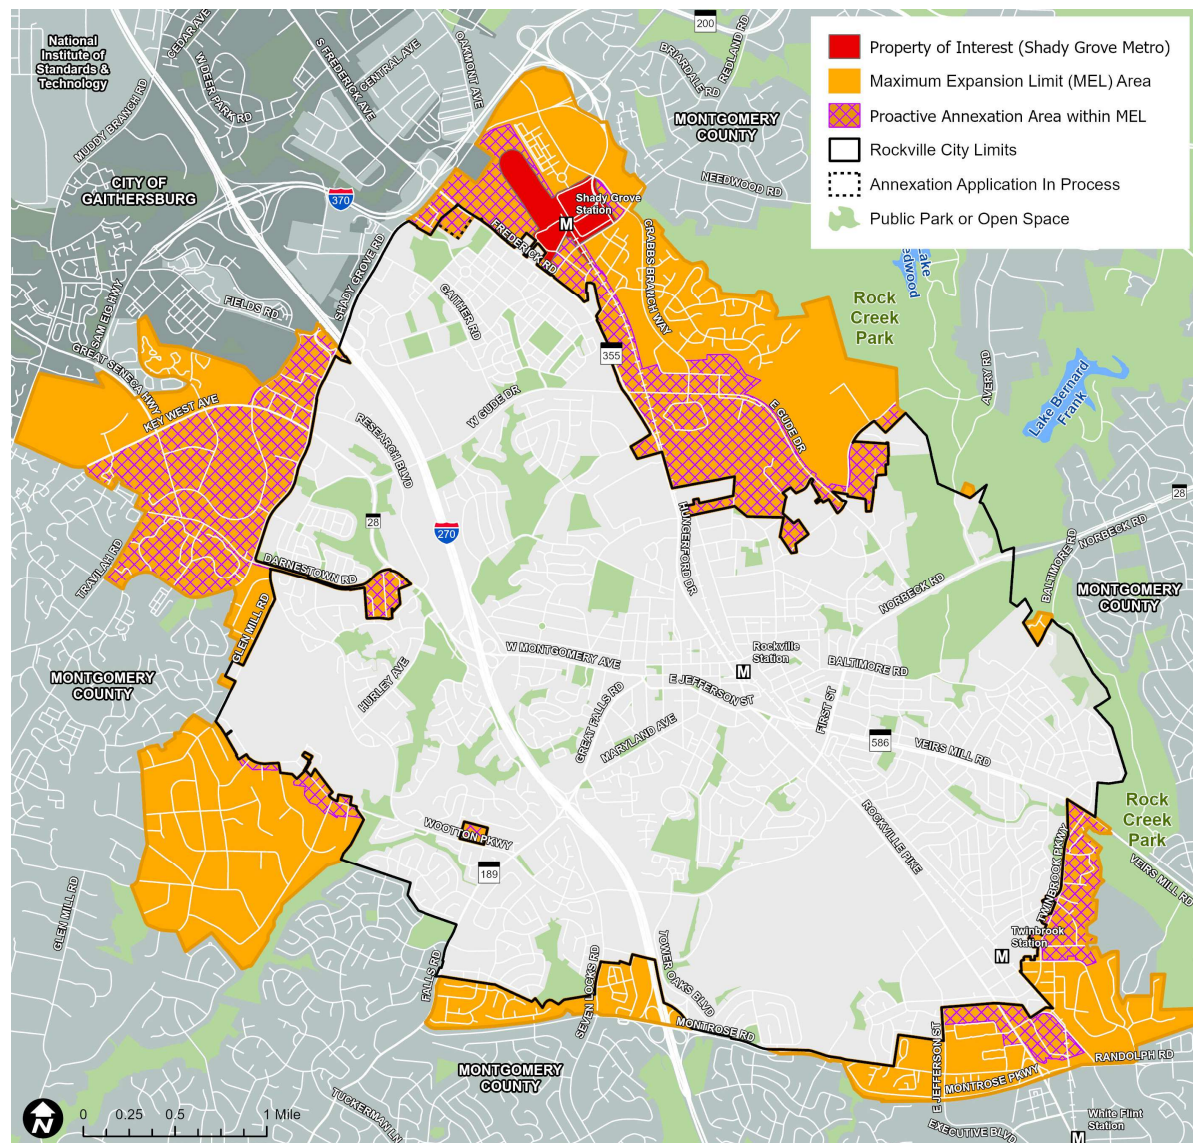 200
REDLAND RD
BRIARDALE RD
National
Institute of
Standards &
Technology
CEDAR AVE
WIDER PARK RD
S FREDERICK AVE
CENTRAL AVE
OAKMONT AVE
MUDDY BRANCH RD
Property of Interest (Shady Grove Metro)
Maximum Expansion Limit (MEL) Area
Proactive Annexation Area within MEL
Rockville City Limits
Annexation Application In Process
Public Park or Open Space
MONTGOMERY
COUNTY
NEEDWOOD RD
CITY OF
GAITHERSBURG
370
Shady Grove
Station
M
FREDERICK RD
CRABBS BRANCH WAY
SHADY GROVE RD
GAITHER RD
FIELDS RD
SAM EIG HWY
GREAT SENECA HWY
KEY WEST AVE
355
Rock
Creek
Park
AVERY RD
Lake Bernard
Frank
W GUDE DR
E GUDE DR
RESEARCH BLVD
28
270
HUNGERFORD DR
28
NORBECK RD
BALTIMORE RD
NORBECK RD
MONTGOMERY
COUNTY
TRAVILAH RD
DARNESTOWN RD
GLEN MILL RD
MONTGOMERY
COUNTY
HURLEY AVE
W MONTGOMERY AVE
Rockville
Station
M
BALTIMORE RD
E JEFFERSON ST
FIRST ST
GREAT FALLS RD
MARYLAND AVE
586
VEIRS MILL RD
ROCKVILLE PIKE
Rock
Creek
Park
VEIRS MILL RD
TWINBROOK PKWY
WOOTTON PKWY
189
GLEN MILL RD
Twinbrook
Station
M
FALLS RD
SEVEN LOCKS RD
TOWER OAKS BLVD
MONTROSE RD
E JEFFERSON ST
MONTROSE PKWY
RANDOLPH RD
MONTGOMERY
COUNTY
TUCKERMAN LN
EXECUTIVE BLVD
White Flint
Station
M
N
0 0.25 0.5 1 Mile